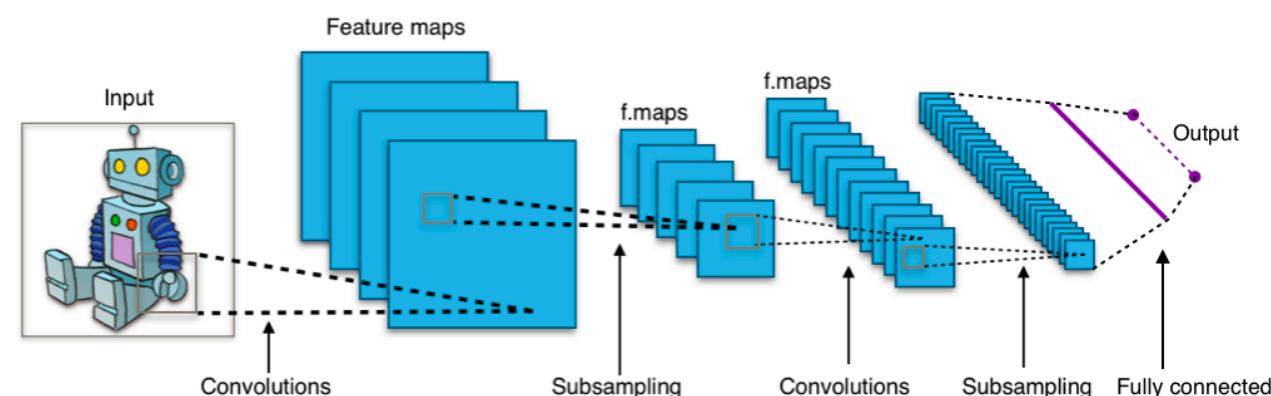 Feature maps
f.maps
Input
f.maps
Output
Convolutions
Subsampling
Convolutions
Subsampling
Fully connected